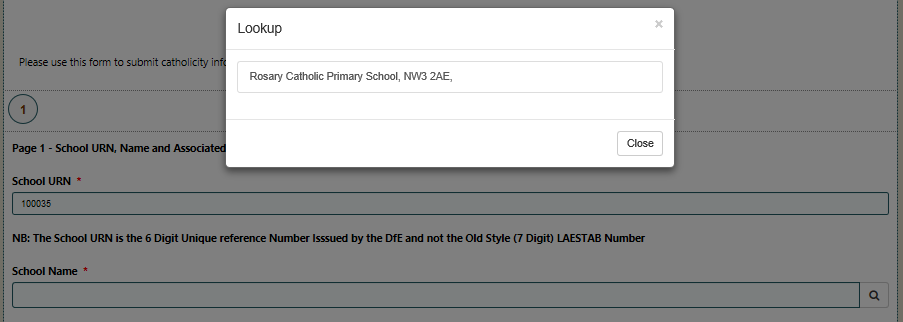 Lookup
×
Rosary Catholic Primary School, NW3 2AE,
Close
Please use this form to submit catholicity
1
Page 1 - School URN, Name and Associated
School URN *
100035
NB: The School URN is the 6 Digit Unique reference Number Isssued by the DfE and not the Old Style (7 Digit) LAESTAB Number
School Name *